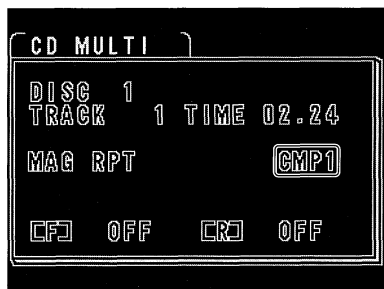 CD MULTI
DISC 1
TRACK 1 TIME 02.24
MAG RPT CMP1
[F] OFF [R] OFF